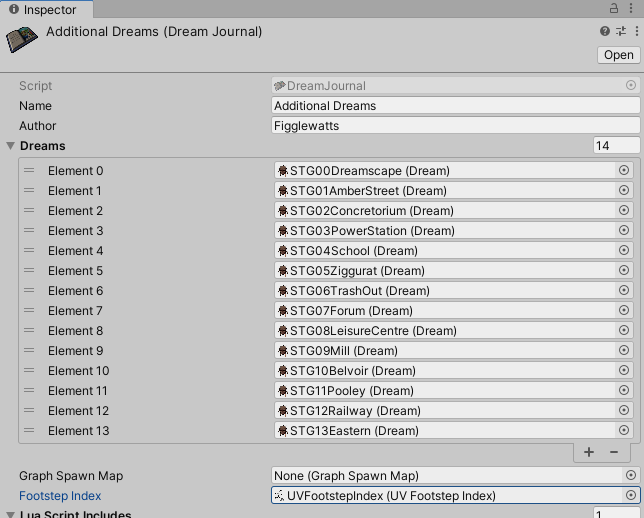 Inspector
Additional Dreams (Dream Journal)
Open
Script DreamJournal
Name Additional Dreams
Author Figglewatts
Dreams 14
Element 0 STG00Dreamscape (Dream)
Element 1 STG01AmberStreet (Dream)
Element 2 STG02Concretorium (Dream)
Element 3 STG03PowerStation (Dream)
Element 4 STG04School (Dream)
Element 5 STG05Ziggurat (Dream)
Element 6 STG06TrashOut (Dream)
Element 7 STG07Forum (Dream)
Element 8 STG08LeisureCentre (Dream)
Element 9 STG09Mill (Dream)
Element 10 STG10Belvoir (Dream)
Element 11 STG11Pooley (Dream)
Element 12 STG12Railway (Dream)
Element 13 STG13Eastern (Dream)
Graph Spawn Map None (Graph Spawn Map)
Footstep Index UVFootstepIndex (UV Footstep Index)
Lua Script Includes 1